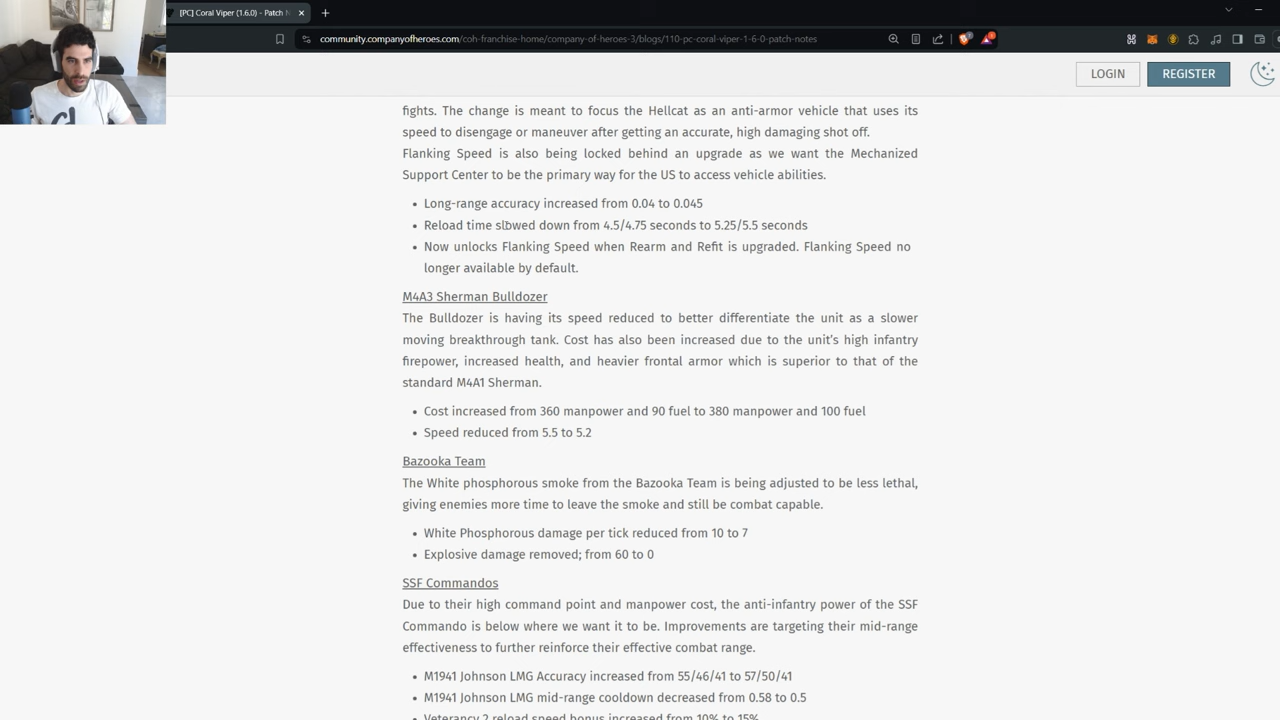 [PC] Coral Viper (1.6.0) - Patch N
community.companyofheroes.com/coh-franchise-home/company-of-heroes-3/blogs/110-pc-coral-viper-1-6-0-patch-notes
LOGIN
REGISTER
fights. The change is meant to focus the Hellcat as an anti-armor vehicle that uses its
speed to disengage or maneuver after getting an accurate, high damaging shot off.
Flanking Speed is also being locked behind an upgrade as we want the Mechanized
Support Center to be the primary way for the US to access vehicle abilities.
• Long-range accuracy increased from 0.04 to 0.045
• Reload time slowed down from 4.5/4.75 seconds to 5.25/5.5 seconds
• Now unlocks Flanking Speed when Rearm and Refit is upgraded. Flanking Speed no
longer available by default.
M4A3 Sherman Bulldozer
The Bulldozer is having its speed reduced to better differentiate the unit as a slower
moving breakthrough tank. Cost has also been increased due to the unit's high infantry
firepower, increased health, and heavier frontal armor which is superior to that of the
standard M4A1 Sherman.
• Cost increased from 360 manpower and 90 fuel to 380 manpower and 100 fuel
• Speed reduced from 5.5 to 5.2
Bazooka Team
The White phosphorous smoke from the Bazooka Team is being adjusted to be less lethal,
giving enemies more time to leave the smoke and still be combat capable.
• White Phosphorous damage per tick reduced from 10 to 7
• Explosive damage removed; from 60 to 0
SSF Commandos
Due to their high command point and manpower cost, the anti-infantry power of the SSF
Commando is below where we want it to be. Improvements are targeting their mid-range
effectiveness to further reinforce their effective combat range.
• M1941 Johnson LMG Accuracy increased from 55/46/41 to 57/50/41
• M1941 Johnson LMG mid-range cooldown decreased from 0.58 to 0.5
• Veterancy 2 reload speed bonus increased from 10% to 15%